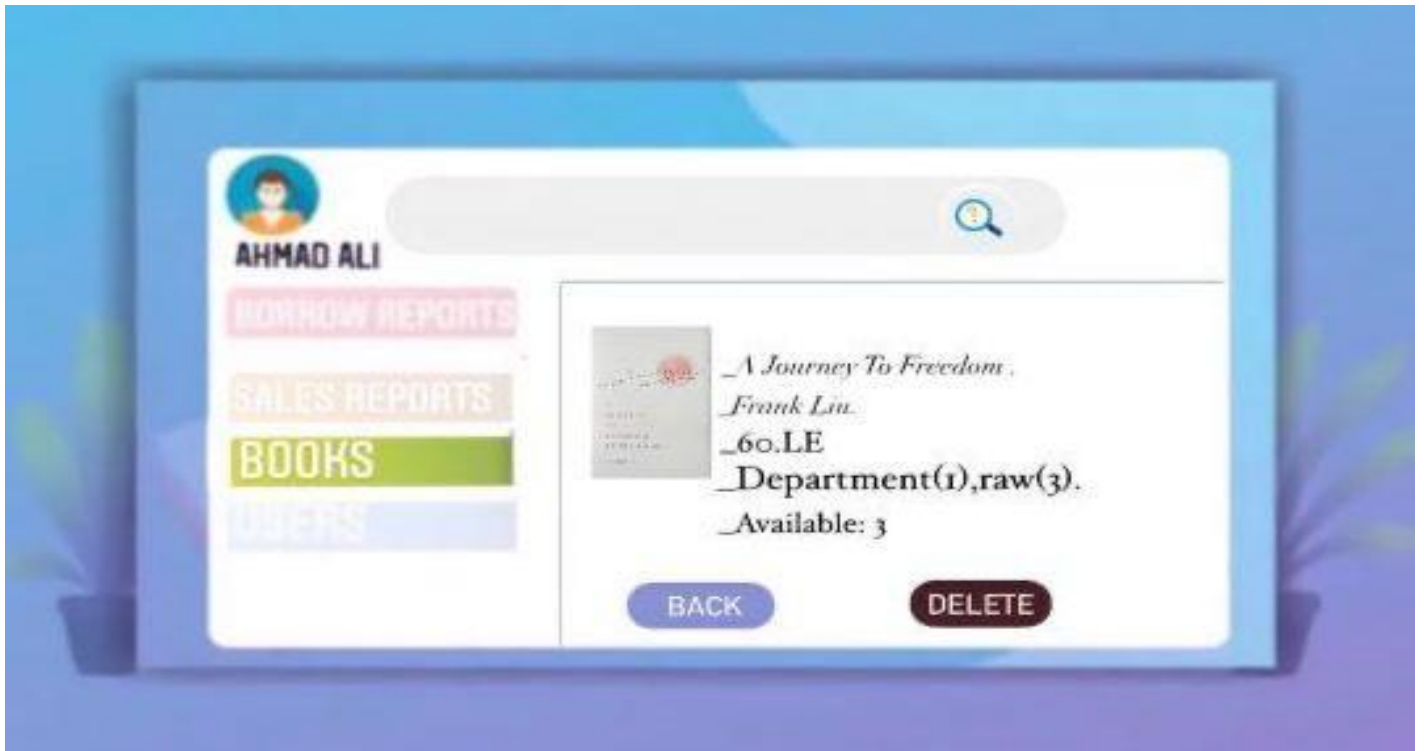 AHMAD ALI
BORROW REPORTS
SALES REPORTS
BOOKS
USERS
_A Journey To Freedom .
_Frank Lin.
_60.LE
_Department(1),raw(3).
_Available: 3
BACK
DELETE